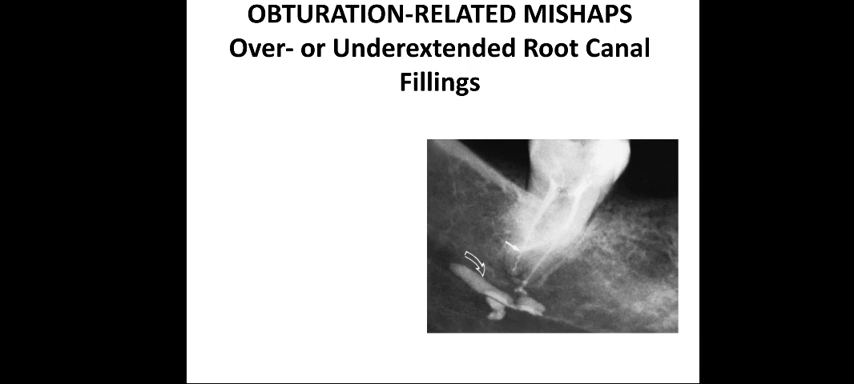 OBTURATION-RELATED MISHAPS
Over- or Underextended Root Canal
Fillings